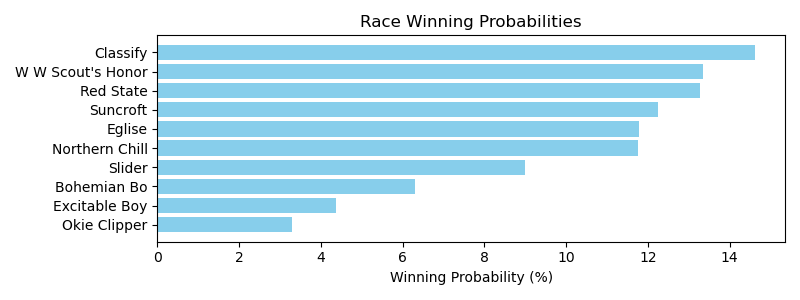 Race Winning Probabilities
Classify
W W Scout's Honor
Red State
Suncroft
Eglise
Northern Chill
Slider
Bohemian Bo
Excitable Boy
Okie Clipper
0 2 4 6 8 10 12 14
Winning Probability (%)